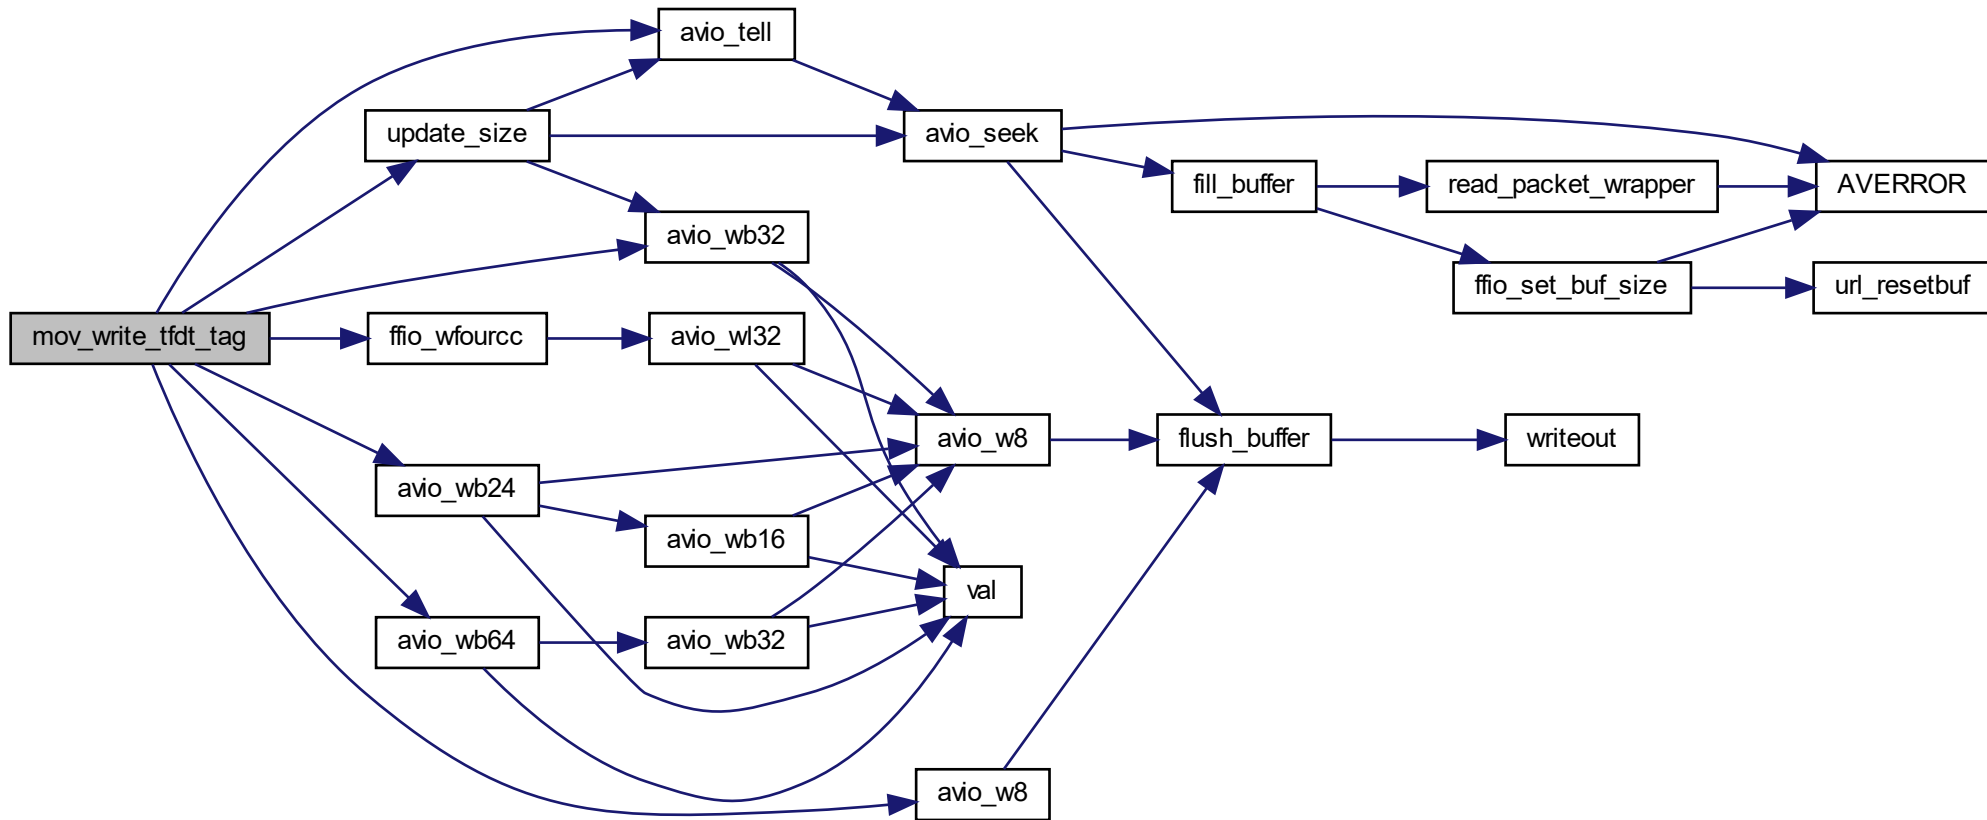 avio_tell
update_size
avio_seek
fill_buffer
read_packet_wrapper
AVERROR
avio_wb32
ffio_set_buf_size
url_resetbuf
mov_write_tfdt_tag
ffio_wfourcc
avio_wl32
avio_w8
flush_buffer
writeout
avio_wb24
avio_wb16
val
avio_wb64
avio_wb32
avio_w8